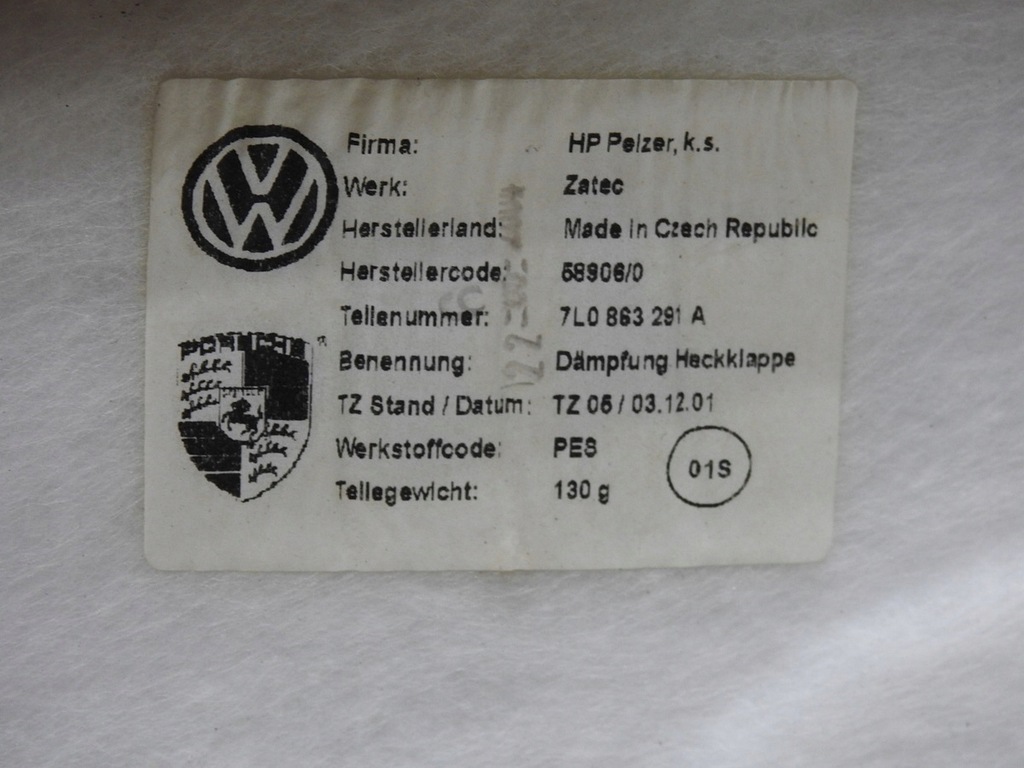 Firma: HP Pelzer, k.s.
Werk: Zatec
Herstellerland: Made in Czech Republic
Herstellercode: 58906/0
Teilenummer: 7L0 863 291 A
Benennung: Dämpfung Heckklappe
TZ Stand / Datum: TZ 06 / 03.12.01
Werkstoffcode: PES
Teilegewicht: 130 g
01S